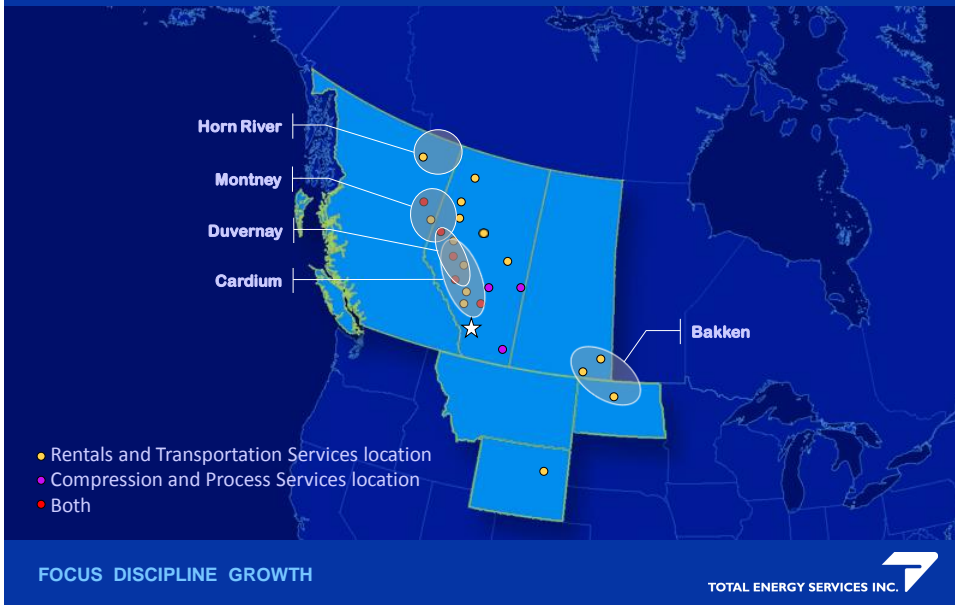 Horn River
Montney
Duvernay
Cardium
Bakken
Rentals and Transportation Services location
Compression and Process Services location
Both
FOCUS DISCIPLINE GROWTH
TOTAL ENERGY SERVICES INC.